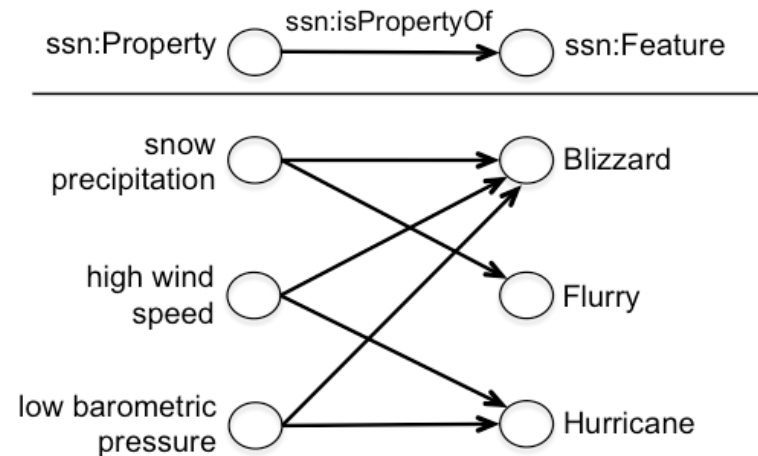 ssn:isPropertyOf
ssn:Property
ssn:Feature
snow
precipitation
Blizzard
high wind
speed
Flurry
low barometric
pressure
Hurricane